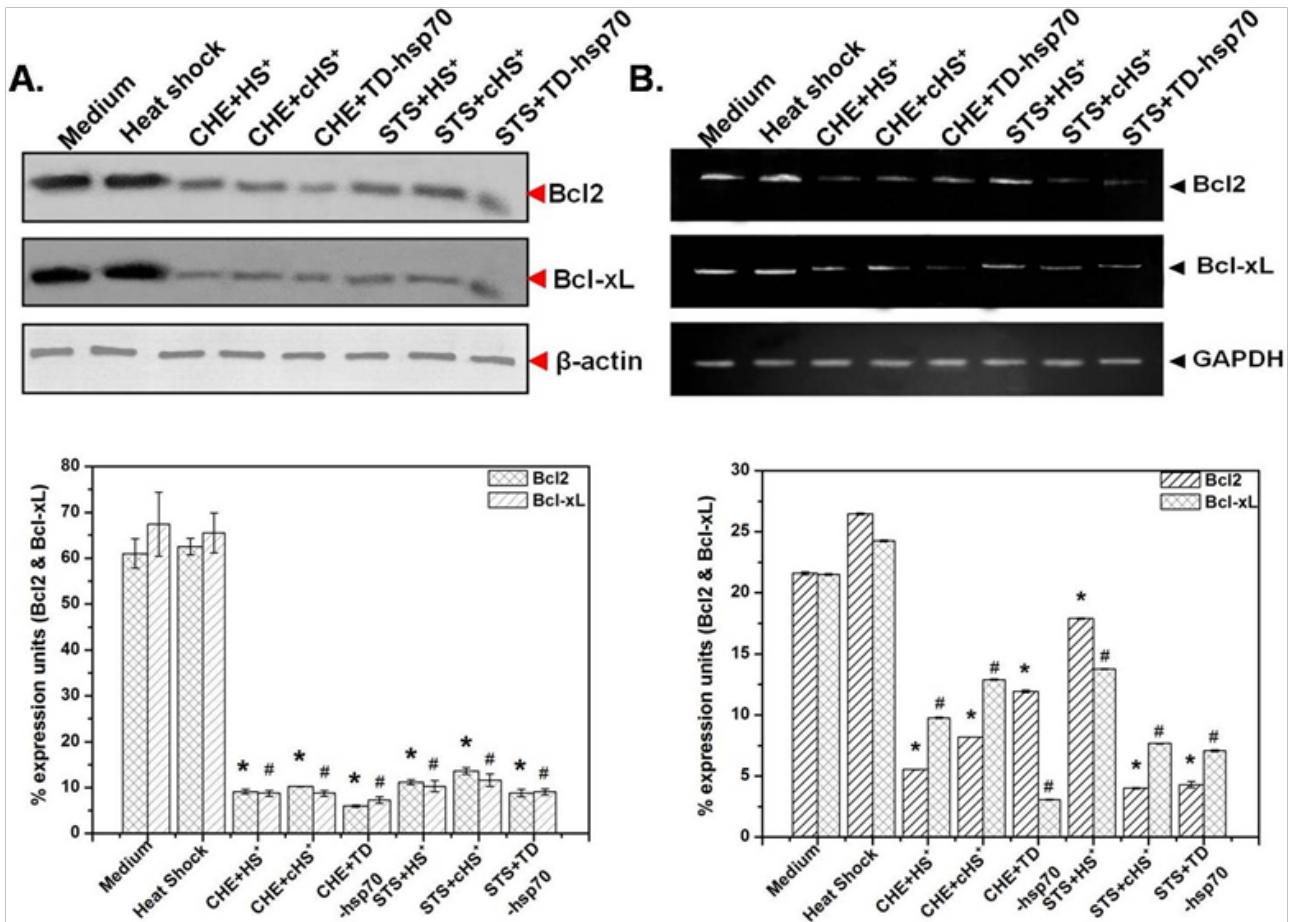 A.
Medium
Heat shock
CHE+HS⁺
CHE+cHS⁺
CHE+TD-hsp70
STS+HS⁺
STS+cHS⁺
STS+TD-hsp70
Bcl2
Bcl-xL
β-actin
B.
Medium
Heat shock
CHE+HS⁺
CHE+cHS⁺
CHE+TD-hsp70
STS+HS⁺
STS+cHS⁺
STS+TD-hsp70
Bcl2
Bcl-xL
GAPDH
% expression units (Bcl2 & Bcl-xL)
80
70
60
50
40
30
20
10
0
Bcl2
Bcl-xL
* # * # * # * # * # * #
Medium
Heat Shock
CHE+HS⁺
CHE+cHS⁺
CHE+TD
-hsp70
STS+HS⁺
STS+cHS⁺
STS+TD
-hsp70
% expression units (Bcl2 & Bcl-xL)
30
25
20
15
10
5
0
Bcl2
Bcl-xL
* # * # * # * # * # * #
Medium
Heat Shock
CHE+HS⁺
CHE+cHS⁺
CHE+TD
-hsp70
STS+HS⁺
STS+cHS⁺
STS+TD
-hsp70